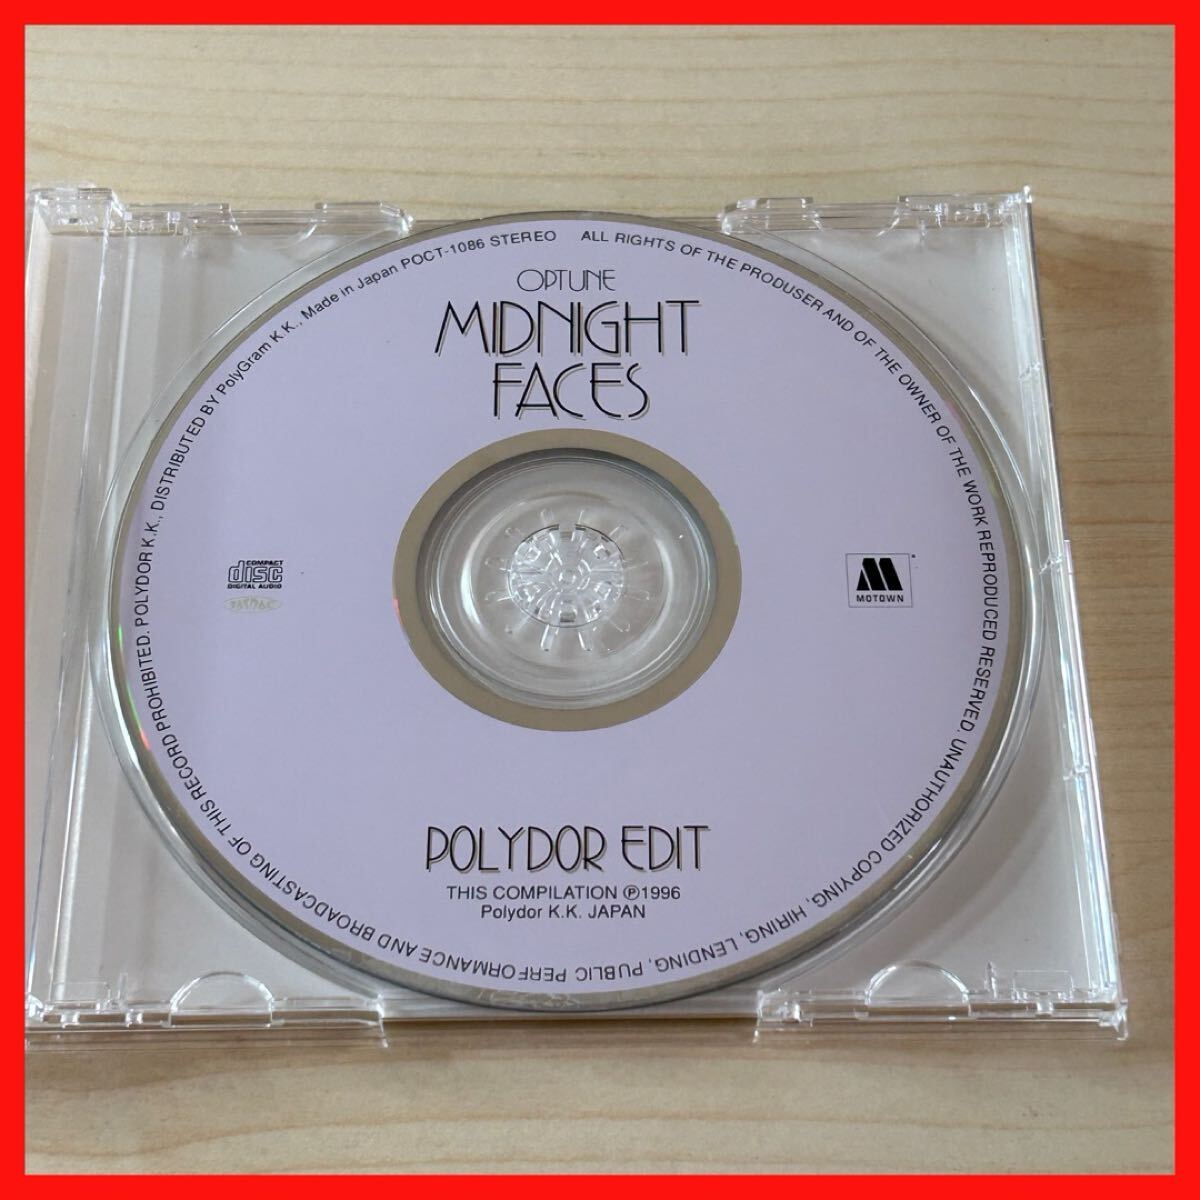 OPTUNE
MIDNIGHT
FACES
COMPACT
disc
DIGITAL AUDIO
MOTOWN
POLYDOR EDIT
THIS COMPILATION ℗1996
Polydor K.K. JAPAN
ALL RIGHTS OF THE PRODUSER AND OF THE OWNER OF THE WORK REPRODUCED RESERVED. UNAUTHORIZED COPYING, HIRING, LENDING, PUBLIC PERFORMANCE AND BROADCASTING OF THIS RECORD PROHIBITED. POLYDOR K.K., DISTRIBUTED BY PolyGram K.K., Made in Japan POCT-1086 STEREO